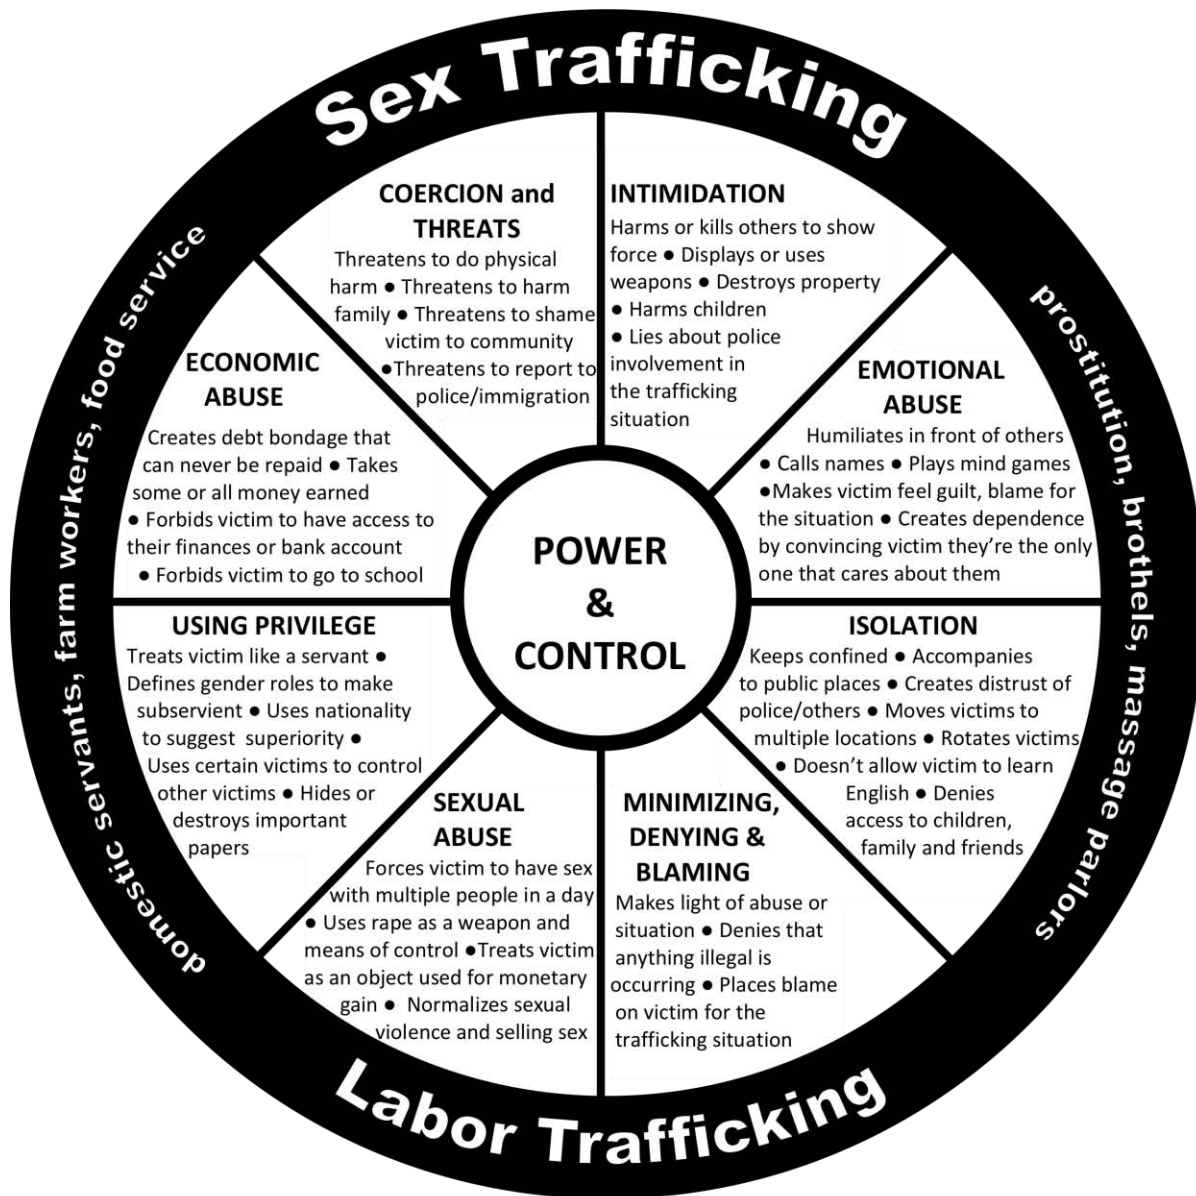 Sex Trafficking
COERCION and
THREATS
Threatens to do physical
harm ● Threatens to harm
family ● Threatens to shame
victim to community
●Threatens to report to
police/immigration
INTIMIDATION
Harms or kills others to show
force ● Displays or uses
weapons ● Destroys property
● Harms children
● Lies about police
involvement in
the trafficking
situation
EMOTIONAL
ABUSE
Humiliates in front of others
● Calls names ● Plays mind games
●Makes victim feel guilt, blame for
the situation ● Creates dependence
by convincing victim they’re the only
one that cares about them
ISOLATION
Keeps confined ● Accompanies
to public places ● Creates distrust of
police/others ● Moves victims to
multiple locations ● Rotates victims
● Doesn’t allow victim to learn
English ● Denies
access to children,
family and friends
MINIMIZING,
DENYING &
BLAMING
Makes light of abuse or
situation ● Denies that
anything illegal is
occurring ● Places blame
on victim for the
trafficking situation
SEXUAL
ABUSE
Forces victim to have sex
with multiple people in a day
● Uses rape as a weapon and
means of control ●Treats victim
as an object used for monetary
gain ● Normalizes sexual
violence and selling sex
USING PRIVILEGE
Treats victim like a servant ●
Defines gender roles to make
subservient ● Uses nationality
to suggest superiority ●
Uses certain victims to control
other victims ● Hides or
destroys important
papers
ECONOMIC
ABUSE
Creates debt bondage that
can never be repaid ● Takes
some or all money earned
● Forbids victim to have access to
their finances or bank account
● Forbids victim to go to school
POWER
&
CONTROL
domestic servants, farm workers, food service
prostitution, brothels, massage parlors
Labor Trafficking